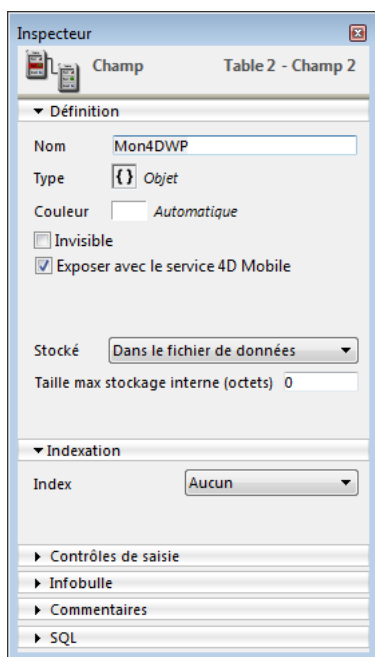 Inspecteur
Champ Table 2 - Champ 2
Définition
Nom Mon4DWP
Type {} Objet
Couleur Automatique
Invisible
Exposer avec le service 4D Mobile
Stocké Dans le fichier de données
Taille max stockage interne (octets) 0
Indexation
Index Aucun
Contrôles de saisie
Infobulle
Commentaires
SQL